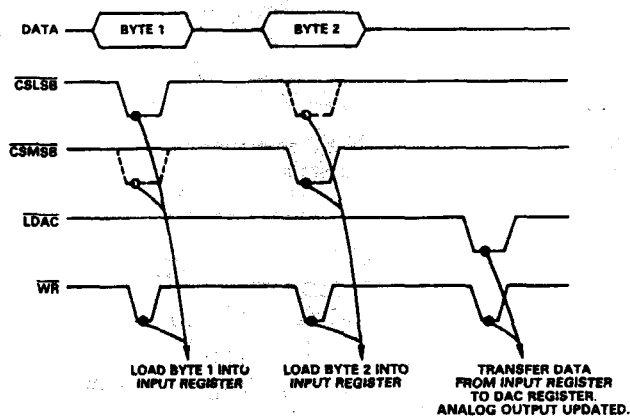 DATA
BYTE 1
BYTE 2
CSLSB
CSMSB
LDAC
WR
LOAD BYTE 1 INTO
INPUT REGISTER
LOAD BYTE 2 INTO
INPUT REGISTER
TRANSFER DATA
FROM INPUT REGISTER
TO DAC REGISTER.
ANALOG OUTPUT UPDATED.